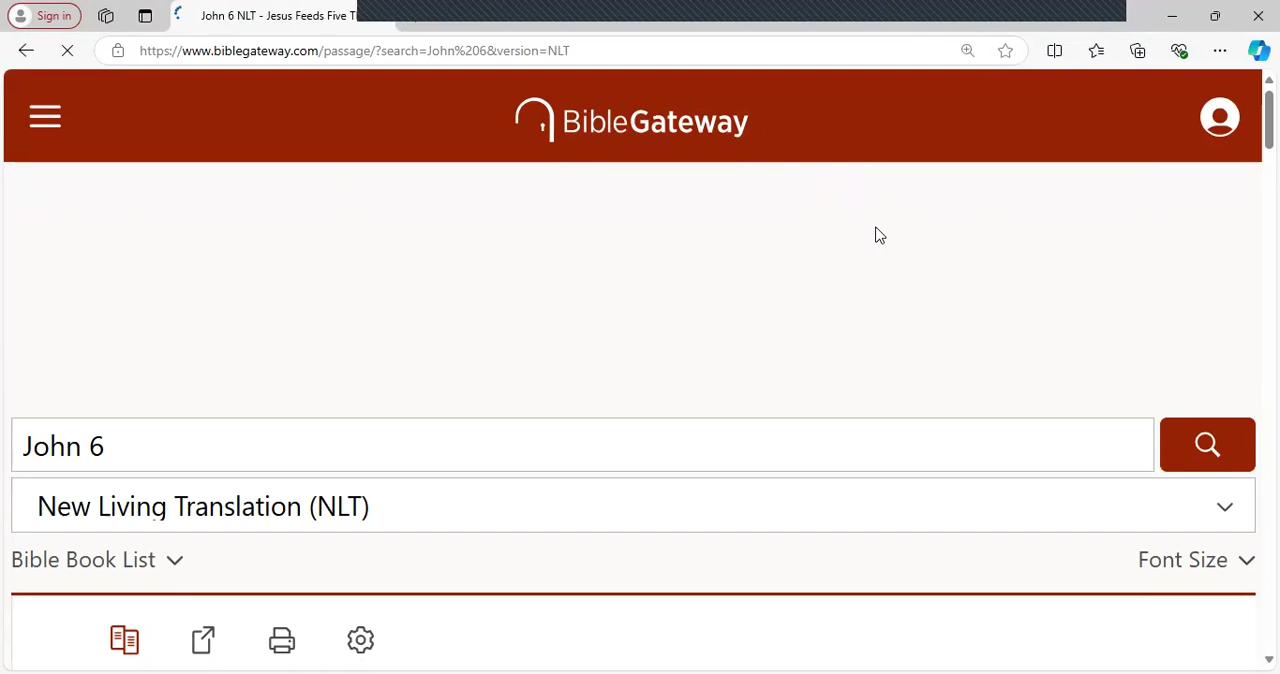 Sign in
John 6 NLT - Jesus Feeds Five T
https://www.biblegateway.com/passage/?search=John%206&version=NLT
BibleGateway
John 6
New Living Translation (NLT)
Bible Book List
Font Size